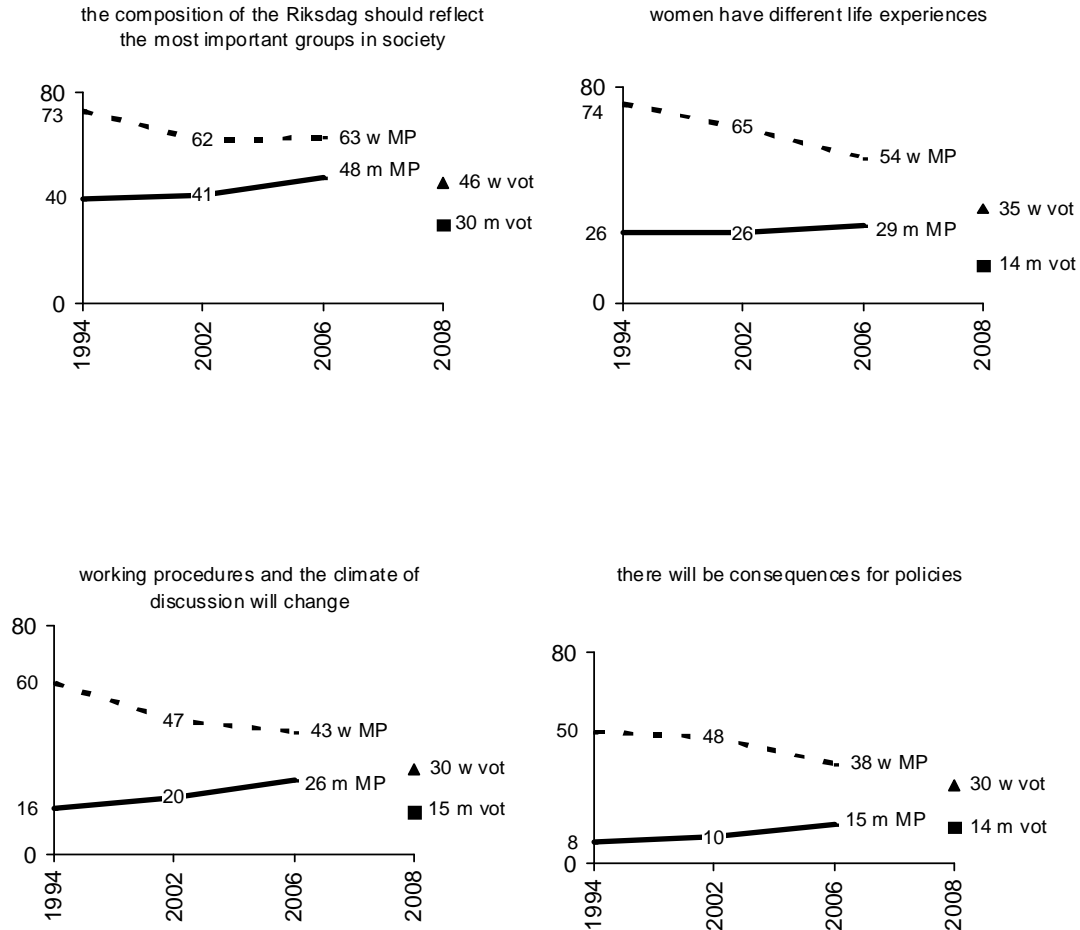 the composition of the Riksdag should reflect
the most important groups in society
80
73
62
63 w MP
48 m MP
46 w vot
40
41
30 m vot
0
1994
2002
2006
2008
women have different life experiences
80
74
65
54 w MP
35 w vot
26
26
29 m MP
14 m vot
0
1994
2002
2006
2008
working procedures and the climate of
discussion will change
80
60
47
43 w MP
30 w vot
26 m MP
20
16
15 m vot
0
1994
2002
2006
2008
there will be consequences for policies
80
50
48
38 w MP
30 w vot
15 m MP
14 m vot
8
10
0
1994
2002
2006
2008